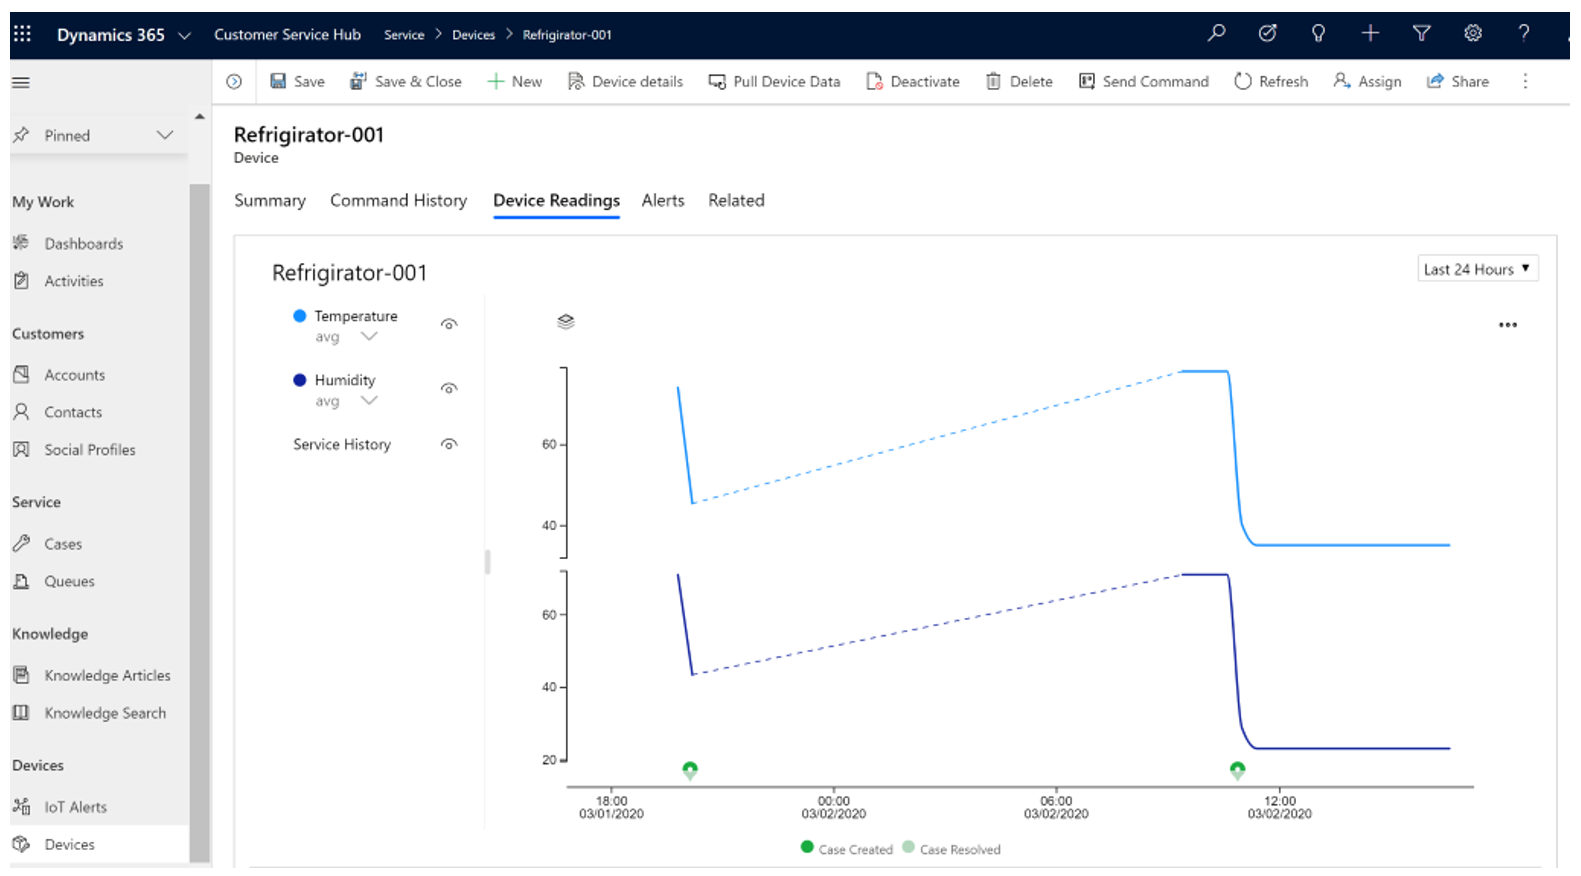 Dynamics 365 Customer Service Hub Service > Devices > Refrigirator-001
Save Save & Close New Device details Pull Device Data Deactivate Delete Send Command Refresh Assign Share
Pinned
My Work
Dashboards
Activities
Customers
Accounts
Contacts
Social Profiles
Service
Cases
Queues
Knowledge
Knowledge Articles
Knowledge Search
Devices
IoT Alerts
Devices
Refrigirator-001
Device
Summary Command History Device Readings Alerts Related
Refrigirator-001
Last 24 Hours
Temperature
avg
Humidity
avg
Service History
60
40
60
40
20
18:00 00:00 06:00 12:00
03/01/2020 03/02/2020 03/02/2020 03/02/2020
Case Created Case Resolved